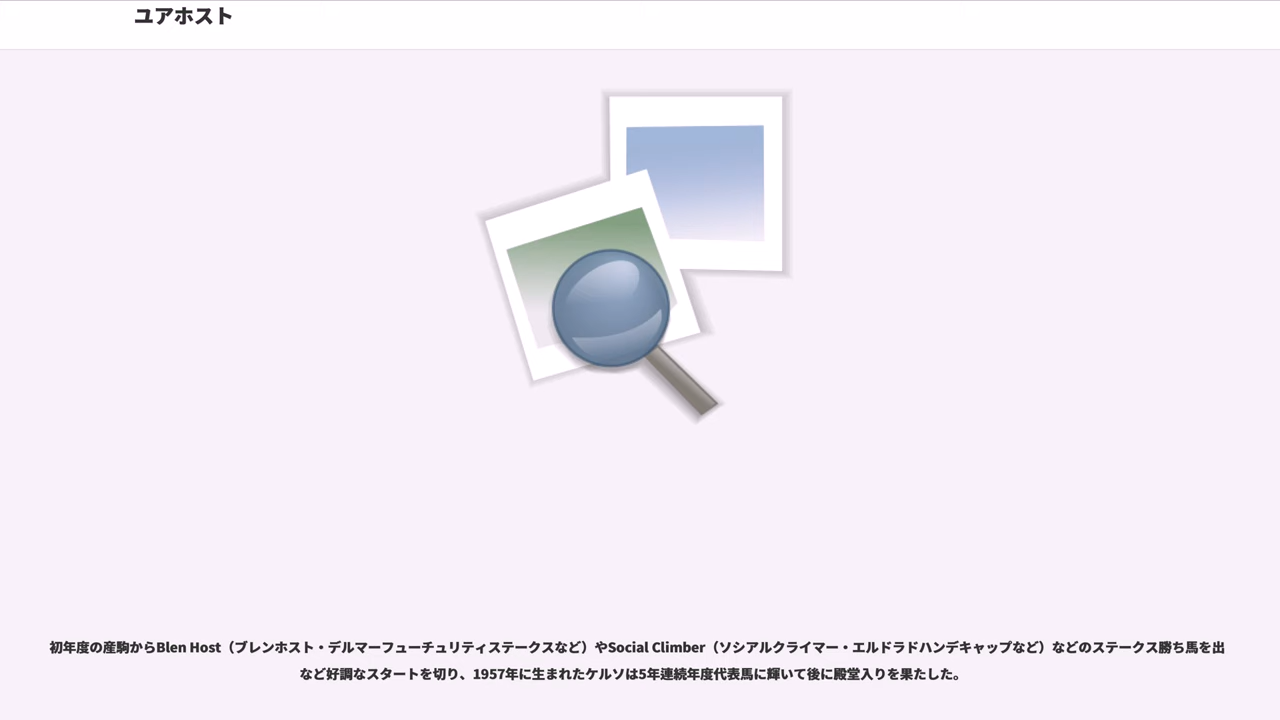 ユアホスト
初年度の産駒からBlen Host（ブレンホスト・デルマーフューチュリティステークスなど）やSocial Climber（ソシアルクライマー・エルドラドハンデキャップなど）などのステークス勝ち馬を出
など好調なスタートを切り、1957年に生まれたケルソは5年連続年度代表馬に輝いて後に殿堂入りを果たした。